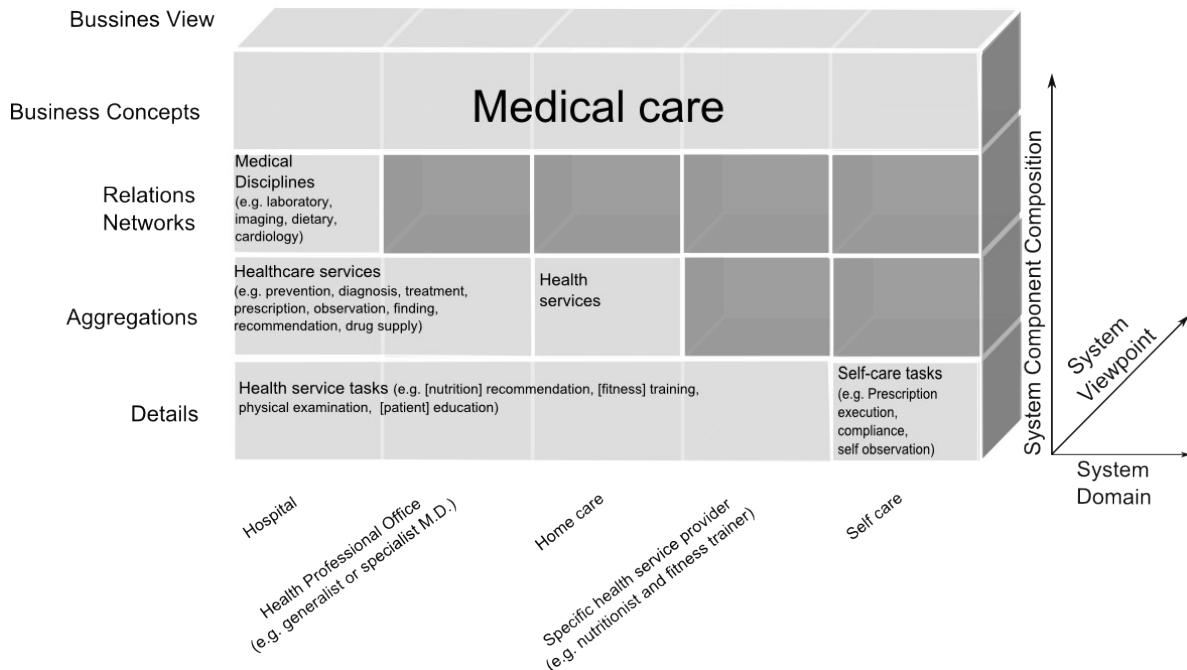 Bussines View
Business Concepts
Medical care
Relations
Networks
Medical
Disciplines
(e.g. laboratory,
imaging, dietary,
cardiology)
Aggregations
Healthcare services
(e.g. prevention, diagnosis, treatment,
prescription, observation, finding,
recommendation, drug supply)
Health
services
Details
Health service tasks (e.g. [nutrition] recommendation, [fitness] training,
physical examination, [patient] education)
Self-care tasks
(e.g. Prescription
execution,
compliance,
self observation)
Hospital
Health Professional Office
(e.g. generalist or specialist M.D.)
Home care
Specific health service provider
(e.g. nutritionist and fitness trainer)
Self care
System Component Composition
System
Viewpoint
System
Domain